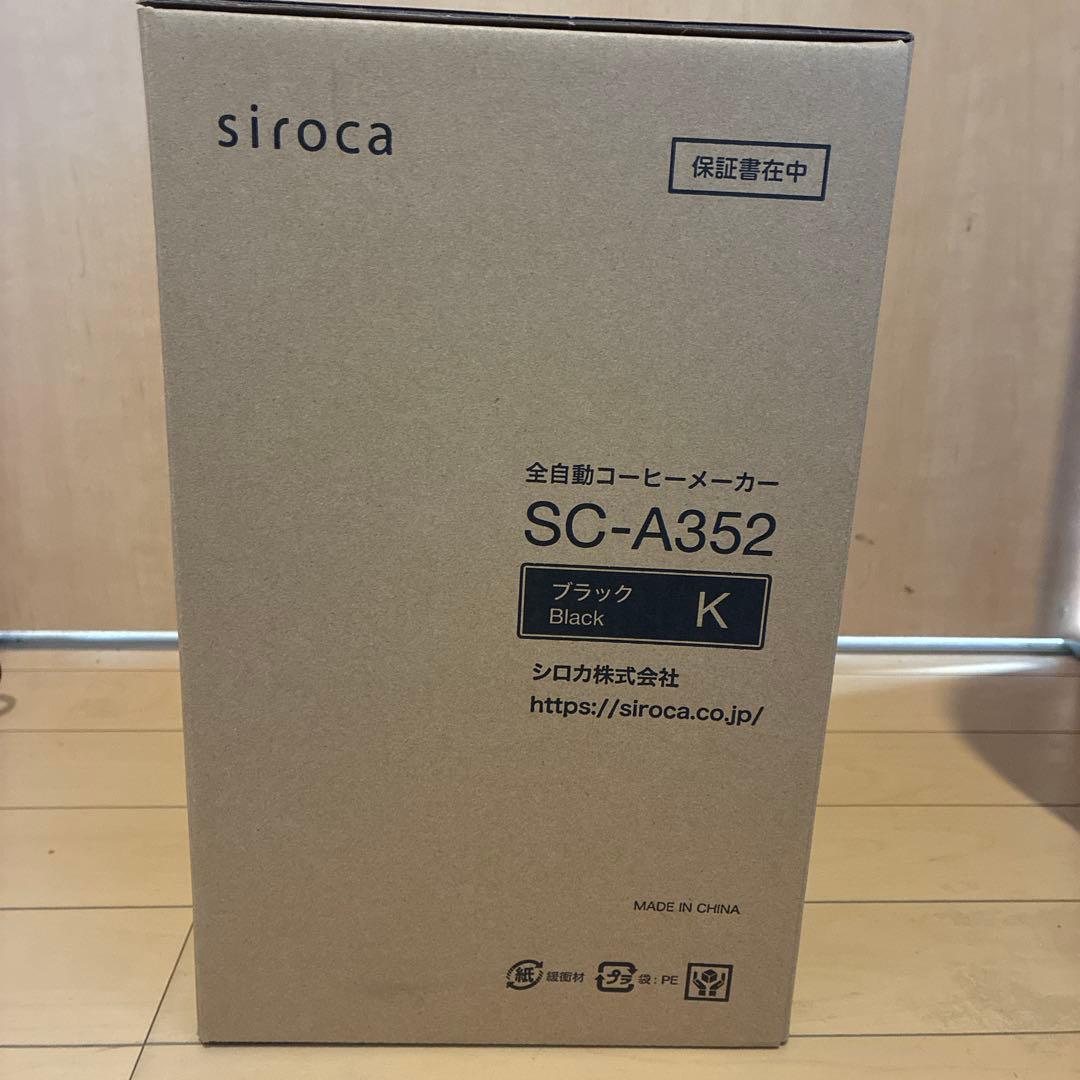 siroca
保証書在中
全自動コーヒーメーカー
SC-A352
ブラック
Black
K
シロカ株式会社
https://siroca.co.jp/
MADE IN CHINA
紙 緩衝材 プラ 袋:PE